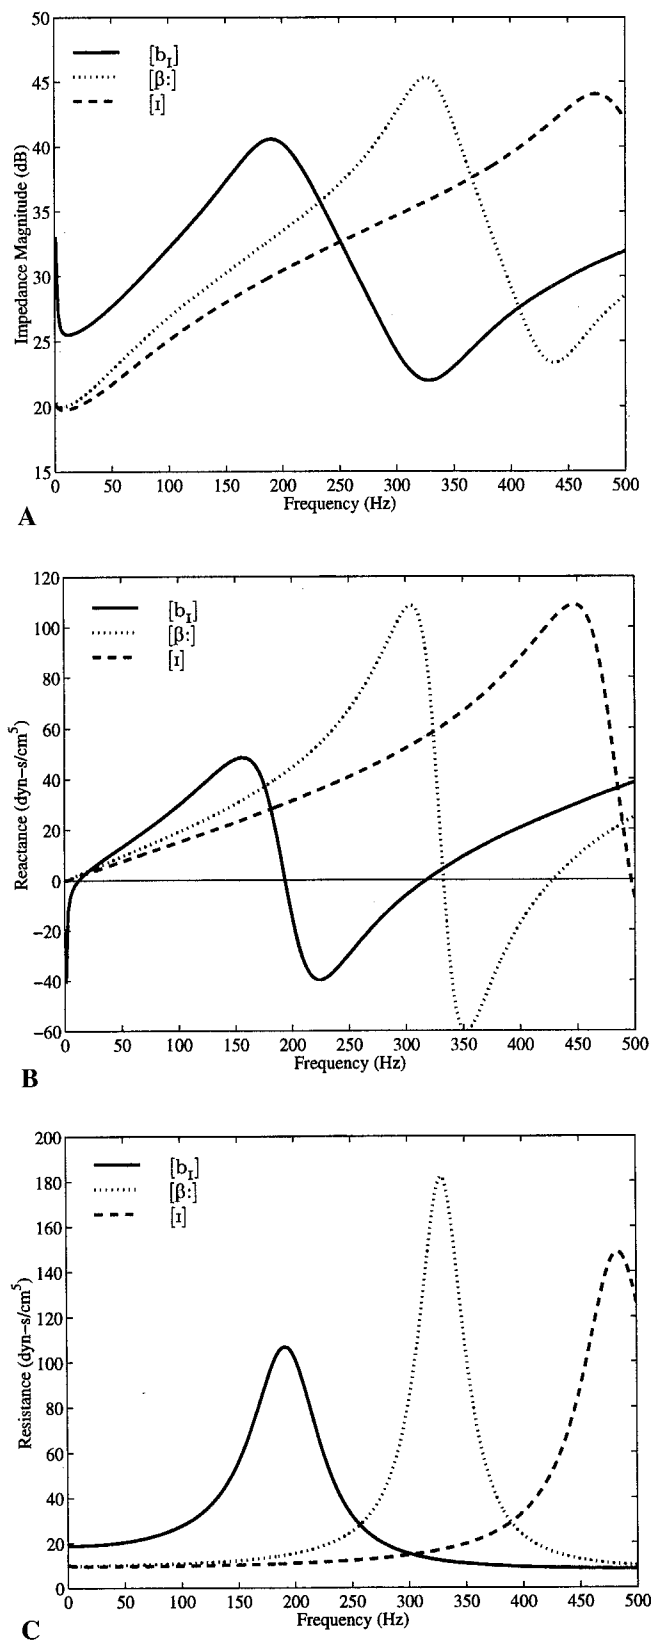 50
45
40
35
30
25
20
15
Impedance Magnitude (dB)
[bɪ]
[β:]
[ɪ]
0 50 100 150 200 250 300 350 400 450 500
Frequency (Hz)
A
120
100
80
60
40
20
0
−20
−40
−60
Reactance (dyn−s/cm⁵)
[bɪ]
[β:]
[ɪ]
0 50 100 150 200 250 300 350 400 450 500
Frequency (Hz)
B
200
180
160
140
120
100
80
60
40
20
0
Resistance (dyn−s/cm⁵)
[bɪ]
[β:]
[ɪ]
0 50 100 150 200 250 300 350 400 450 500
Frequency (Hz)
C